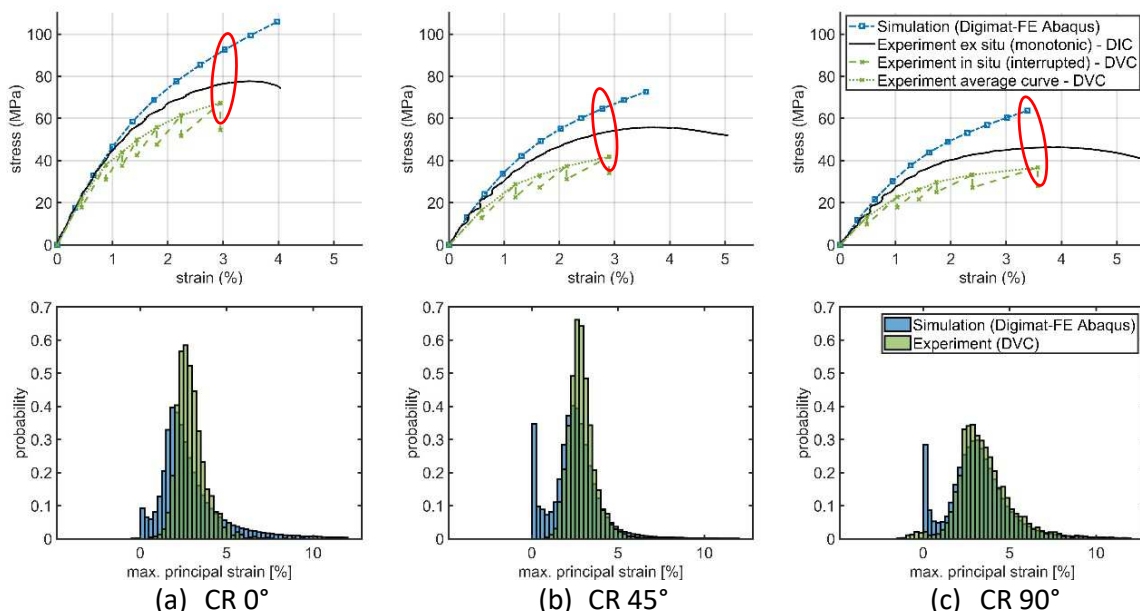 Simulation (Digimat-FE Abaqus)
Experiment ex situ (monotonic) - DIC
Experiment in situ (interrupted) - DVC
Experiment average curve - DVC
stress (MPa)
100
80
60
40
20
0
0 1 2 3 4 5
strain (%)
stress (MPa)
100
80
60
40
20
0
0 1 2 3 4 5
strain (%)
stress (MPa)
100
80
60
40
20
0
0 1 2 3 4 5
strain (%)
probability
0.7
0.6
0.5
0.4
0.3
0.2
0.1
0
0 5 10
max. principal strain [%]
probability
0.7
0.6
0.5
0.4
0.3
0.2
0.1
0
0 5 10
max. principal strain [%]
Simulation (Digimat-FE Abaqus)
Experiment (DVC)
probability
0.7
0.6
0.5
0.4
0.3
0.2
0.1
0
0 5 10
max. principal strain [%]
(a) CR 0°
(b) CR 45°
(c) CR 90°